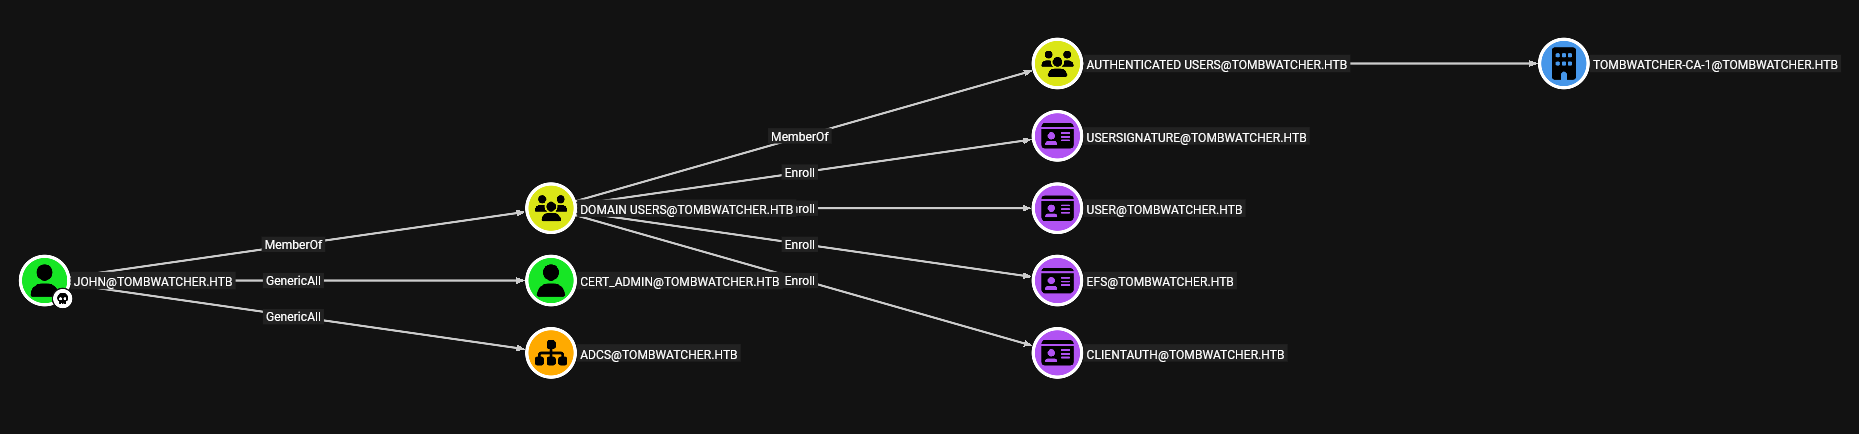 AUTHENTICATED USERS@TOMBWATCHER.HTB
TOMBWATCHER-CA-1@TOMBWATCHER.HTB
MemberOf
USERSIGNATURE@TOMBWATCHER.HTB
Enroll
DOMAIN USERS@TOMBWATCHER.HTB
USER@TOMBWATCHER.HTB
MemberOf
Enroll
JOHN@TOMBWATCHER.HTB
GenericAll
CERT_ADMIN@TOMBWATCHER.HTB
Enroll
EFS@TOMBWATCHER.HTB
GenericAll
ADCS@TOMBWATCHER.HTB
CLIENTAUTH@TOMBWATCHER.HTB